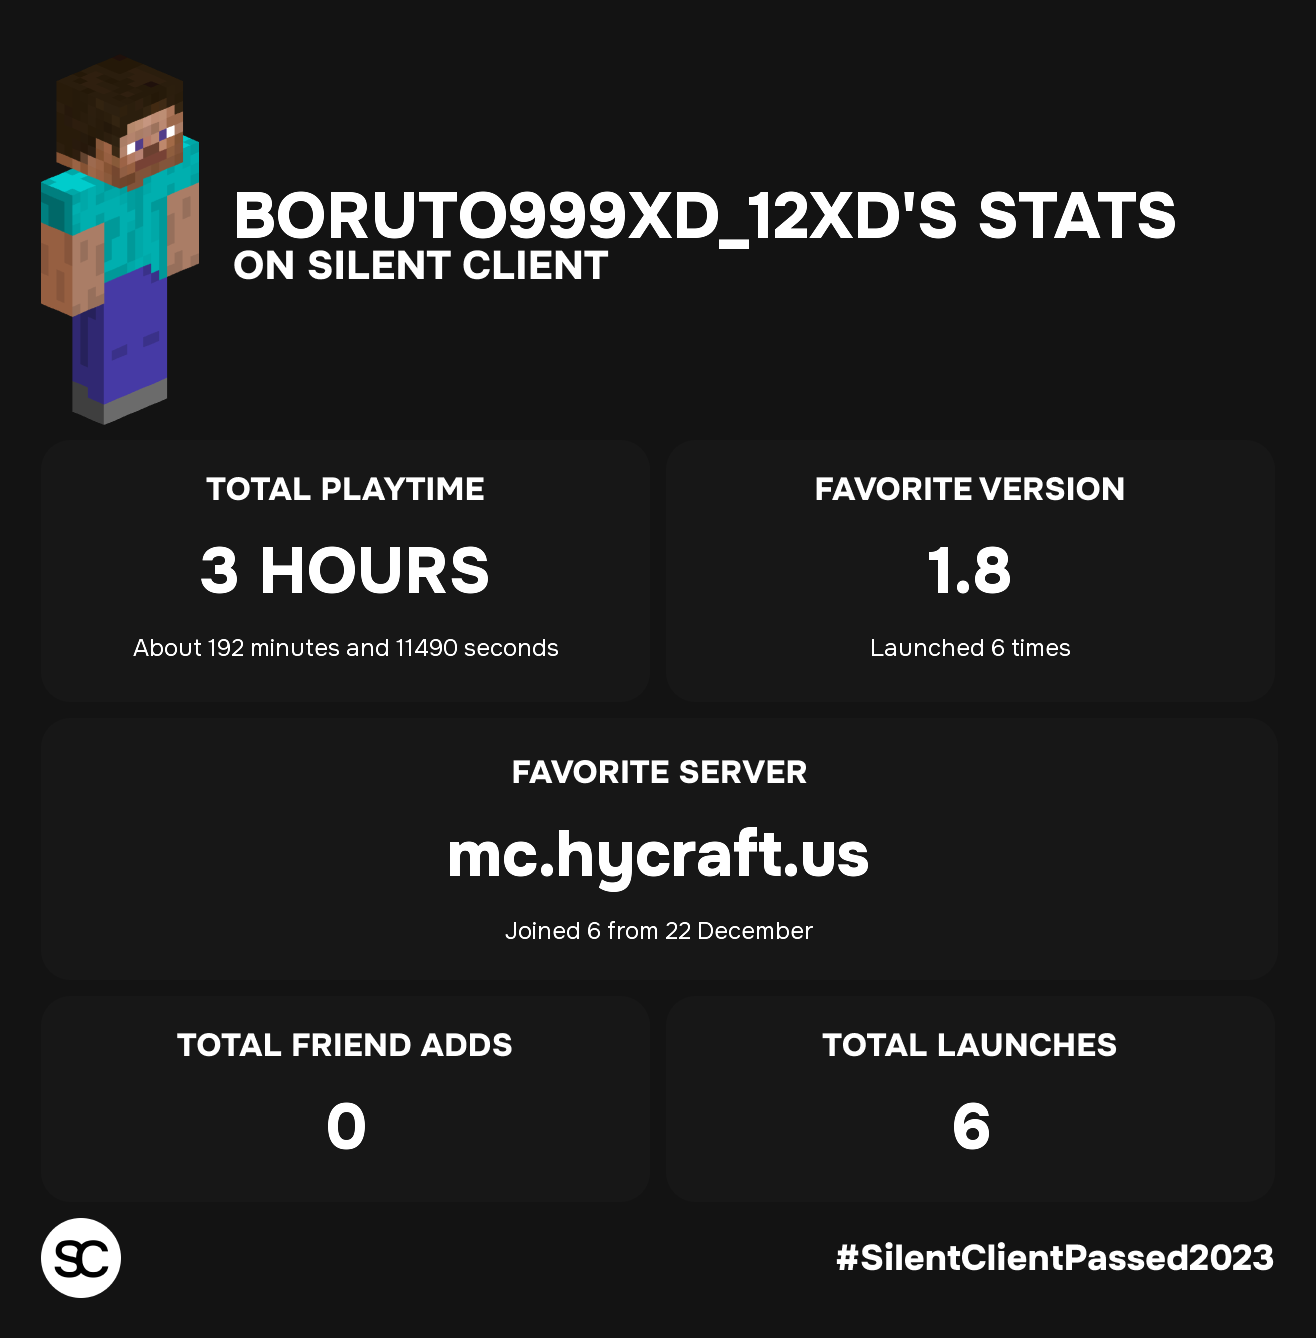 BORUTO999XD_12XD'S STATS
ON SILENT CLIENT
TOTAL PLAYTIME
3 HOURS
About 192 minutes and 11490 seconds
FAVORITE VERSION
1.8
Launched 6 times
FAVORITE SERVER
mc.hycraft.us
Joined 6 from 22 December
TOTAL FRIEND ADDS
0
TOTAL LAUNCHES
6
SC
#SilentClientPassed2023